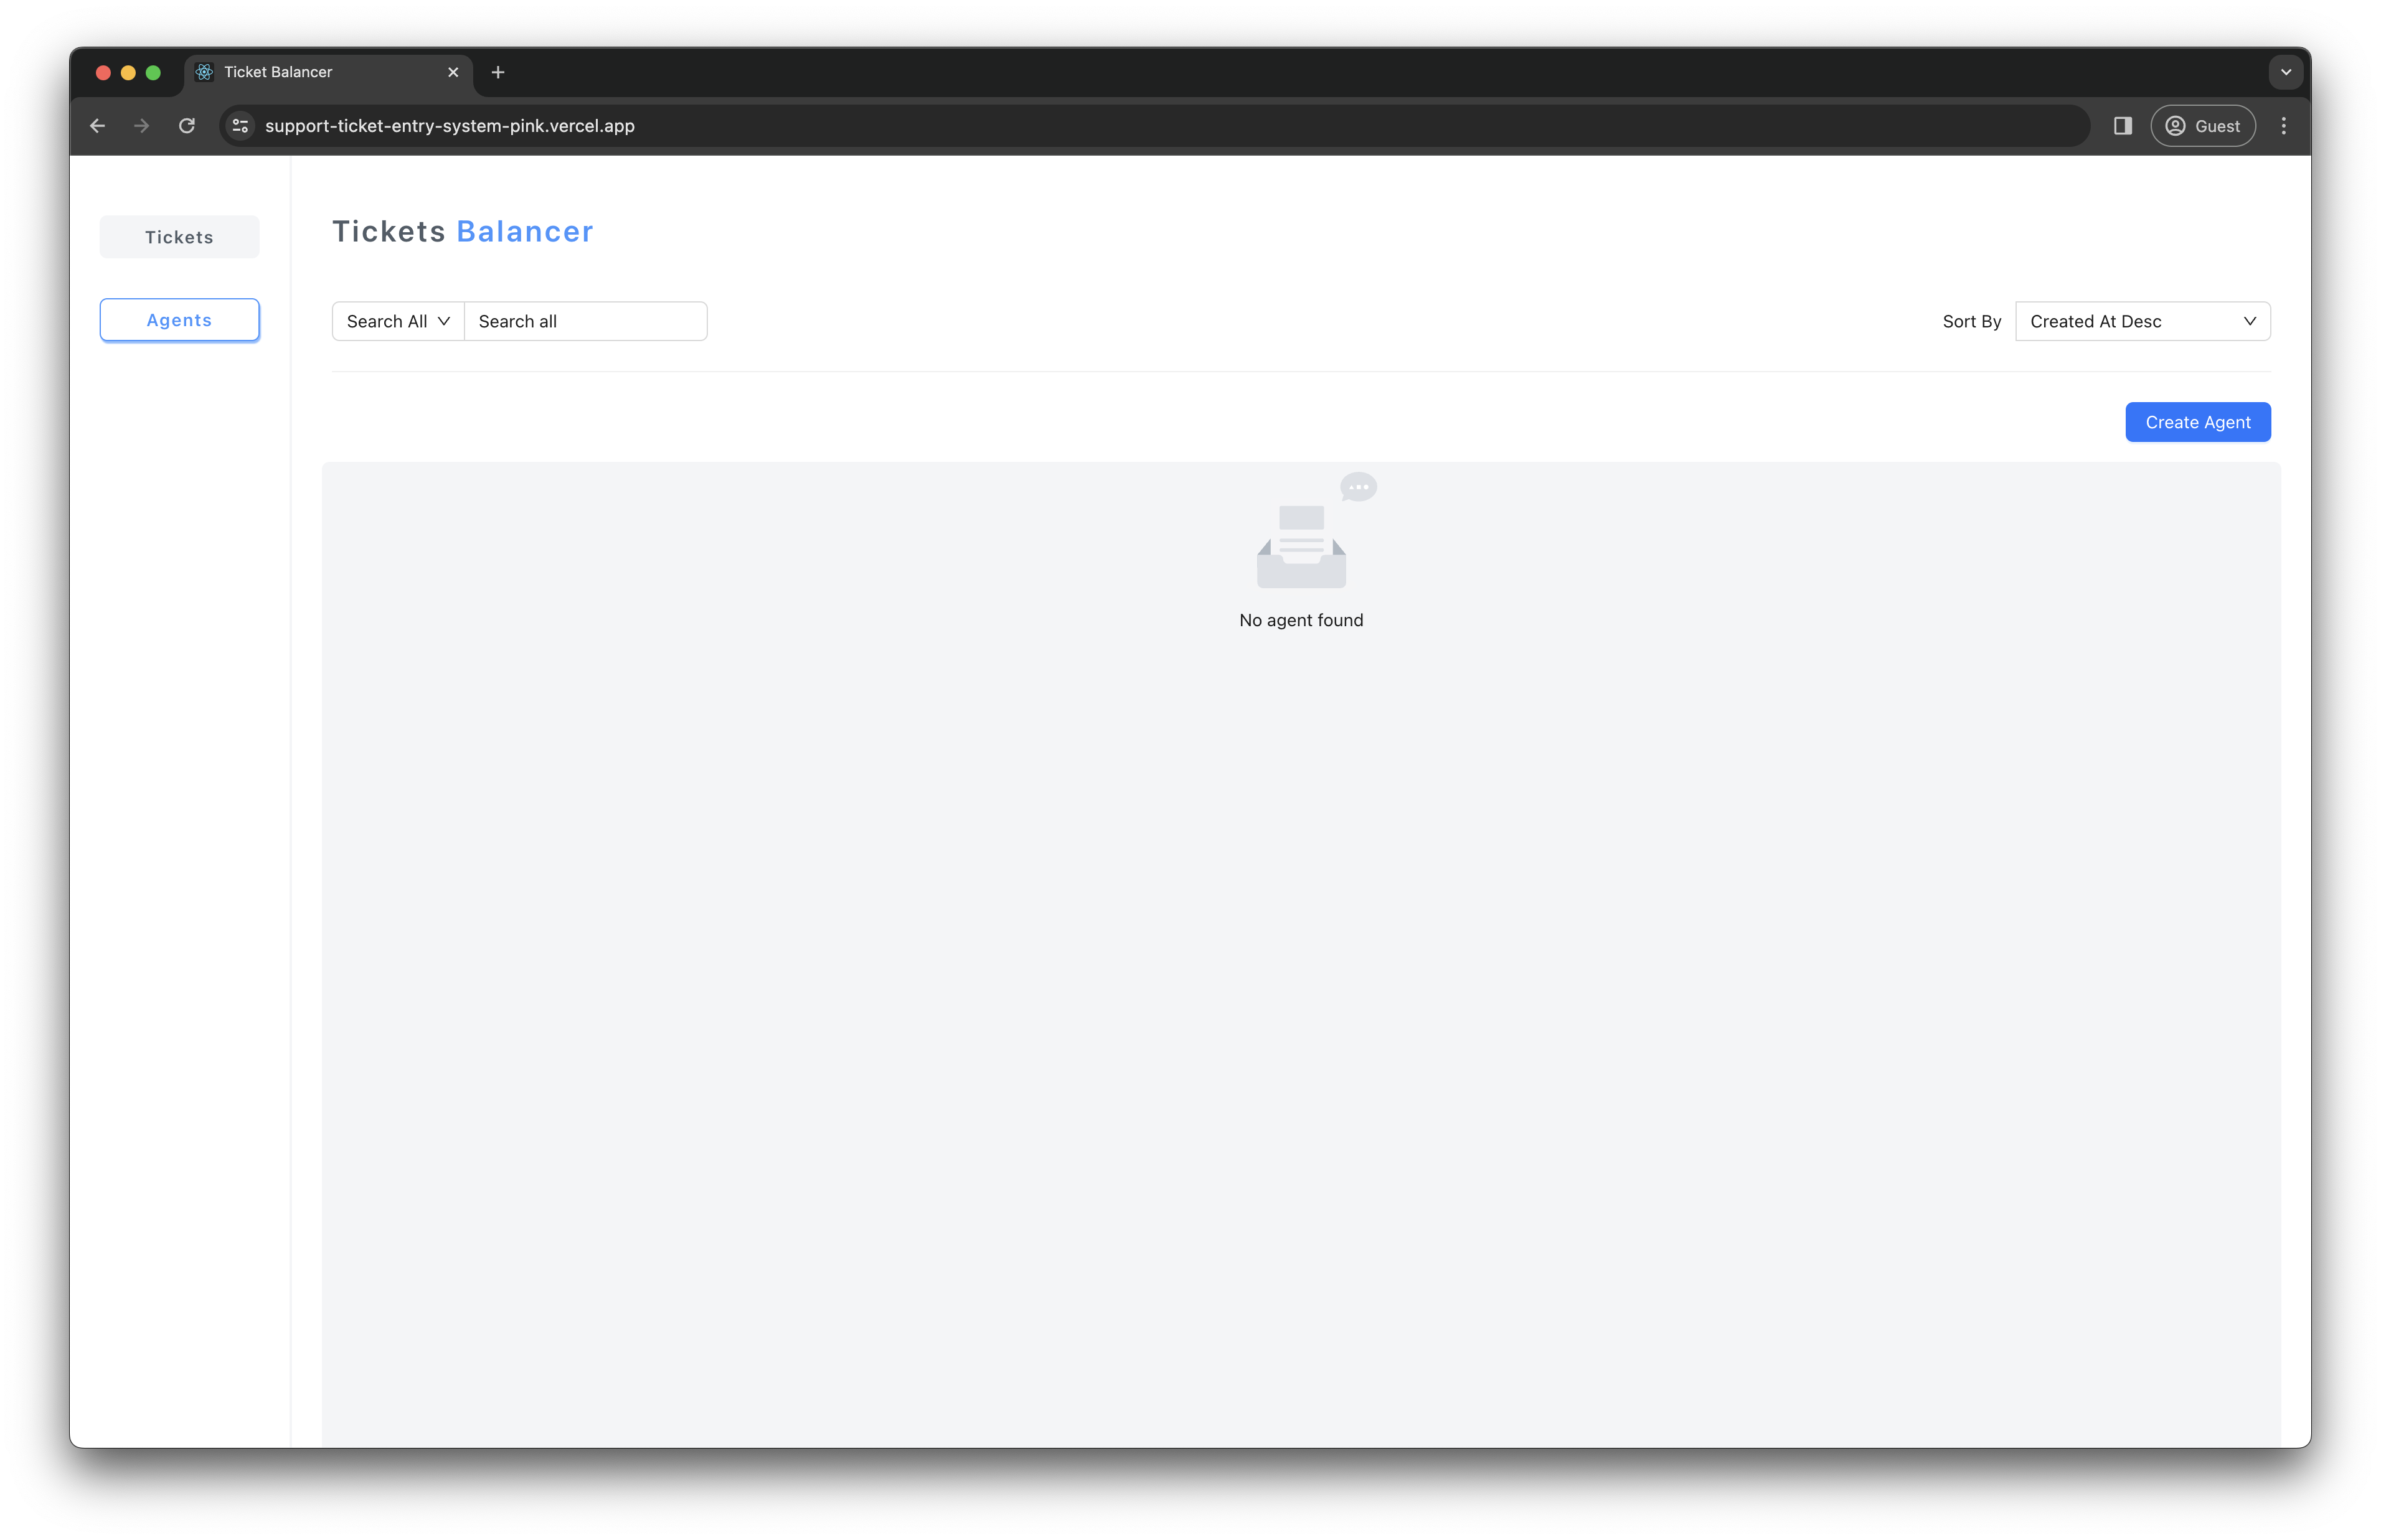 Ticket Balancer
support-ticket-entry-system-pink.vercel.app
Guest
Tickets
Agents
Tickets Balancer
Search All
Search all
Sort By
Created At Desc
Create Agent
No agent found